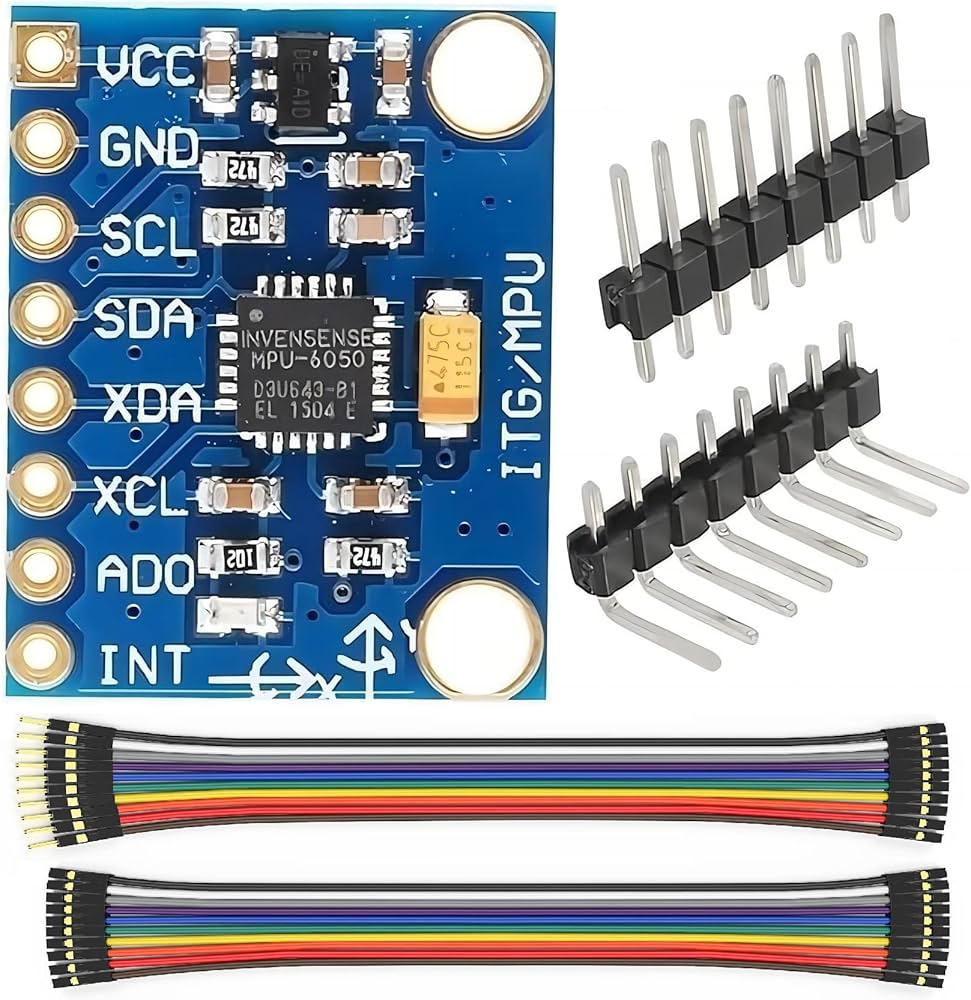 VCC
DE=A1D
GND
472
SCL
472
SDA
INVENSENSE
MPU-6050
D3U643-B1
EL 1504 E
475C
XDA
ITG/MPU
XCL
ADO
102
472
INT
X
Y